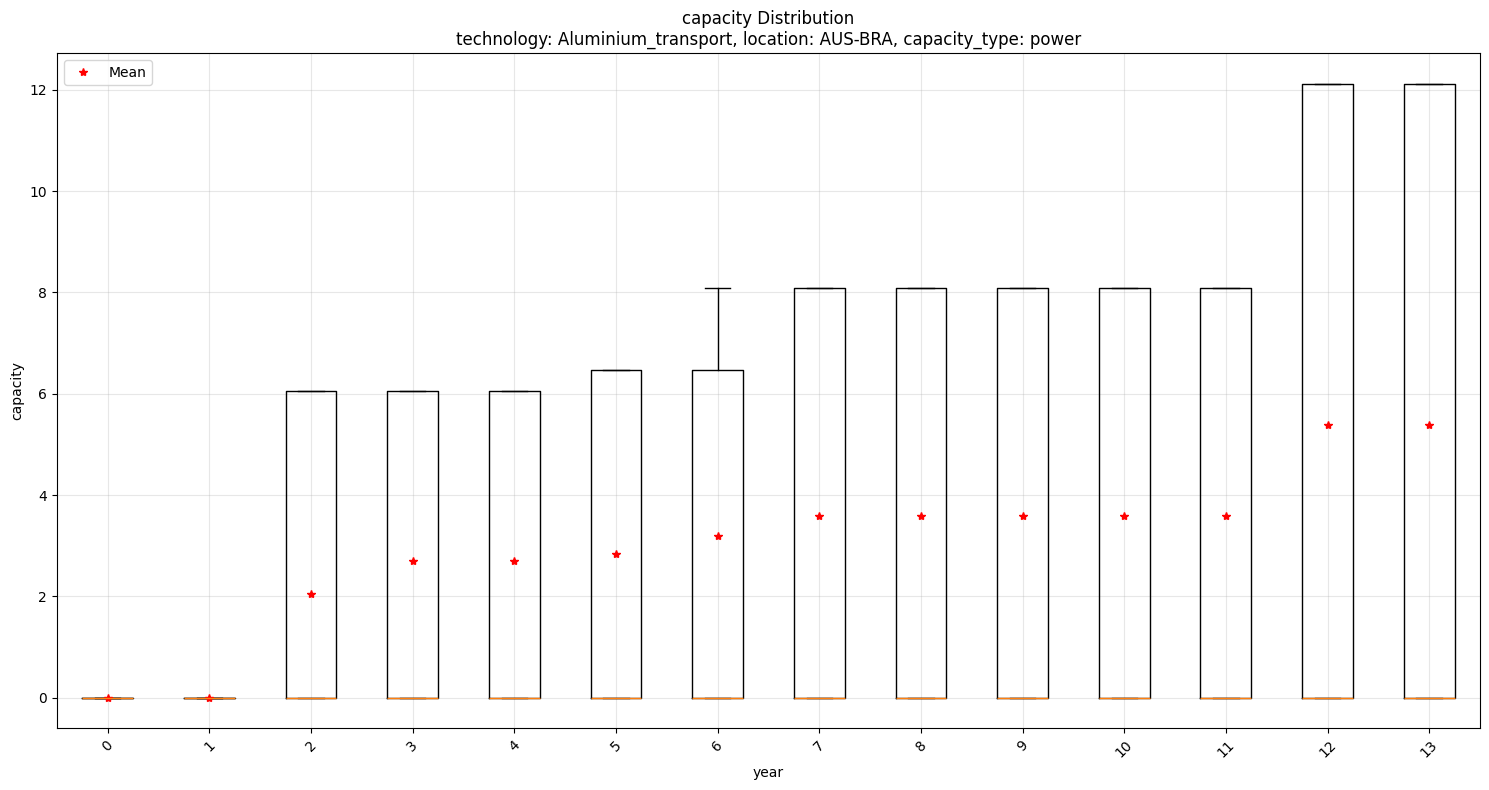 capacity Distribution
technology: Aluminium_transport, location: AUS-BRA, capacity_type: power
Mean
12
10
8
6
4
2
0
capacity
0 1 2 3 4 5 6 7 8 9 10 11 12 13
year